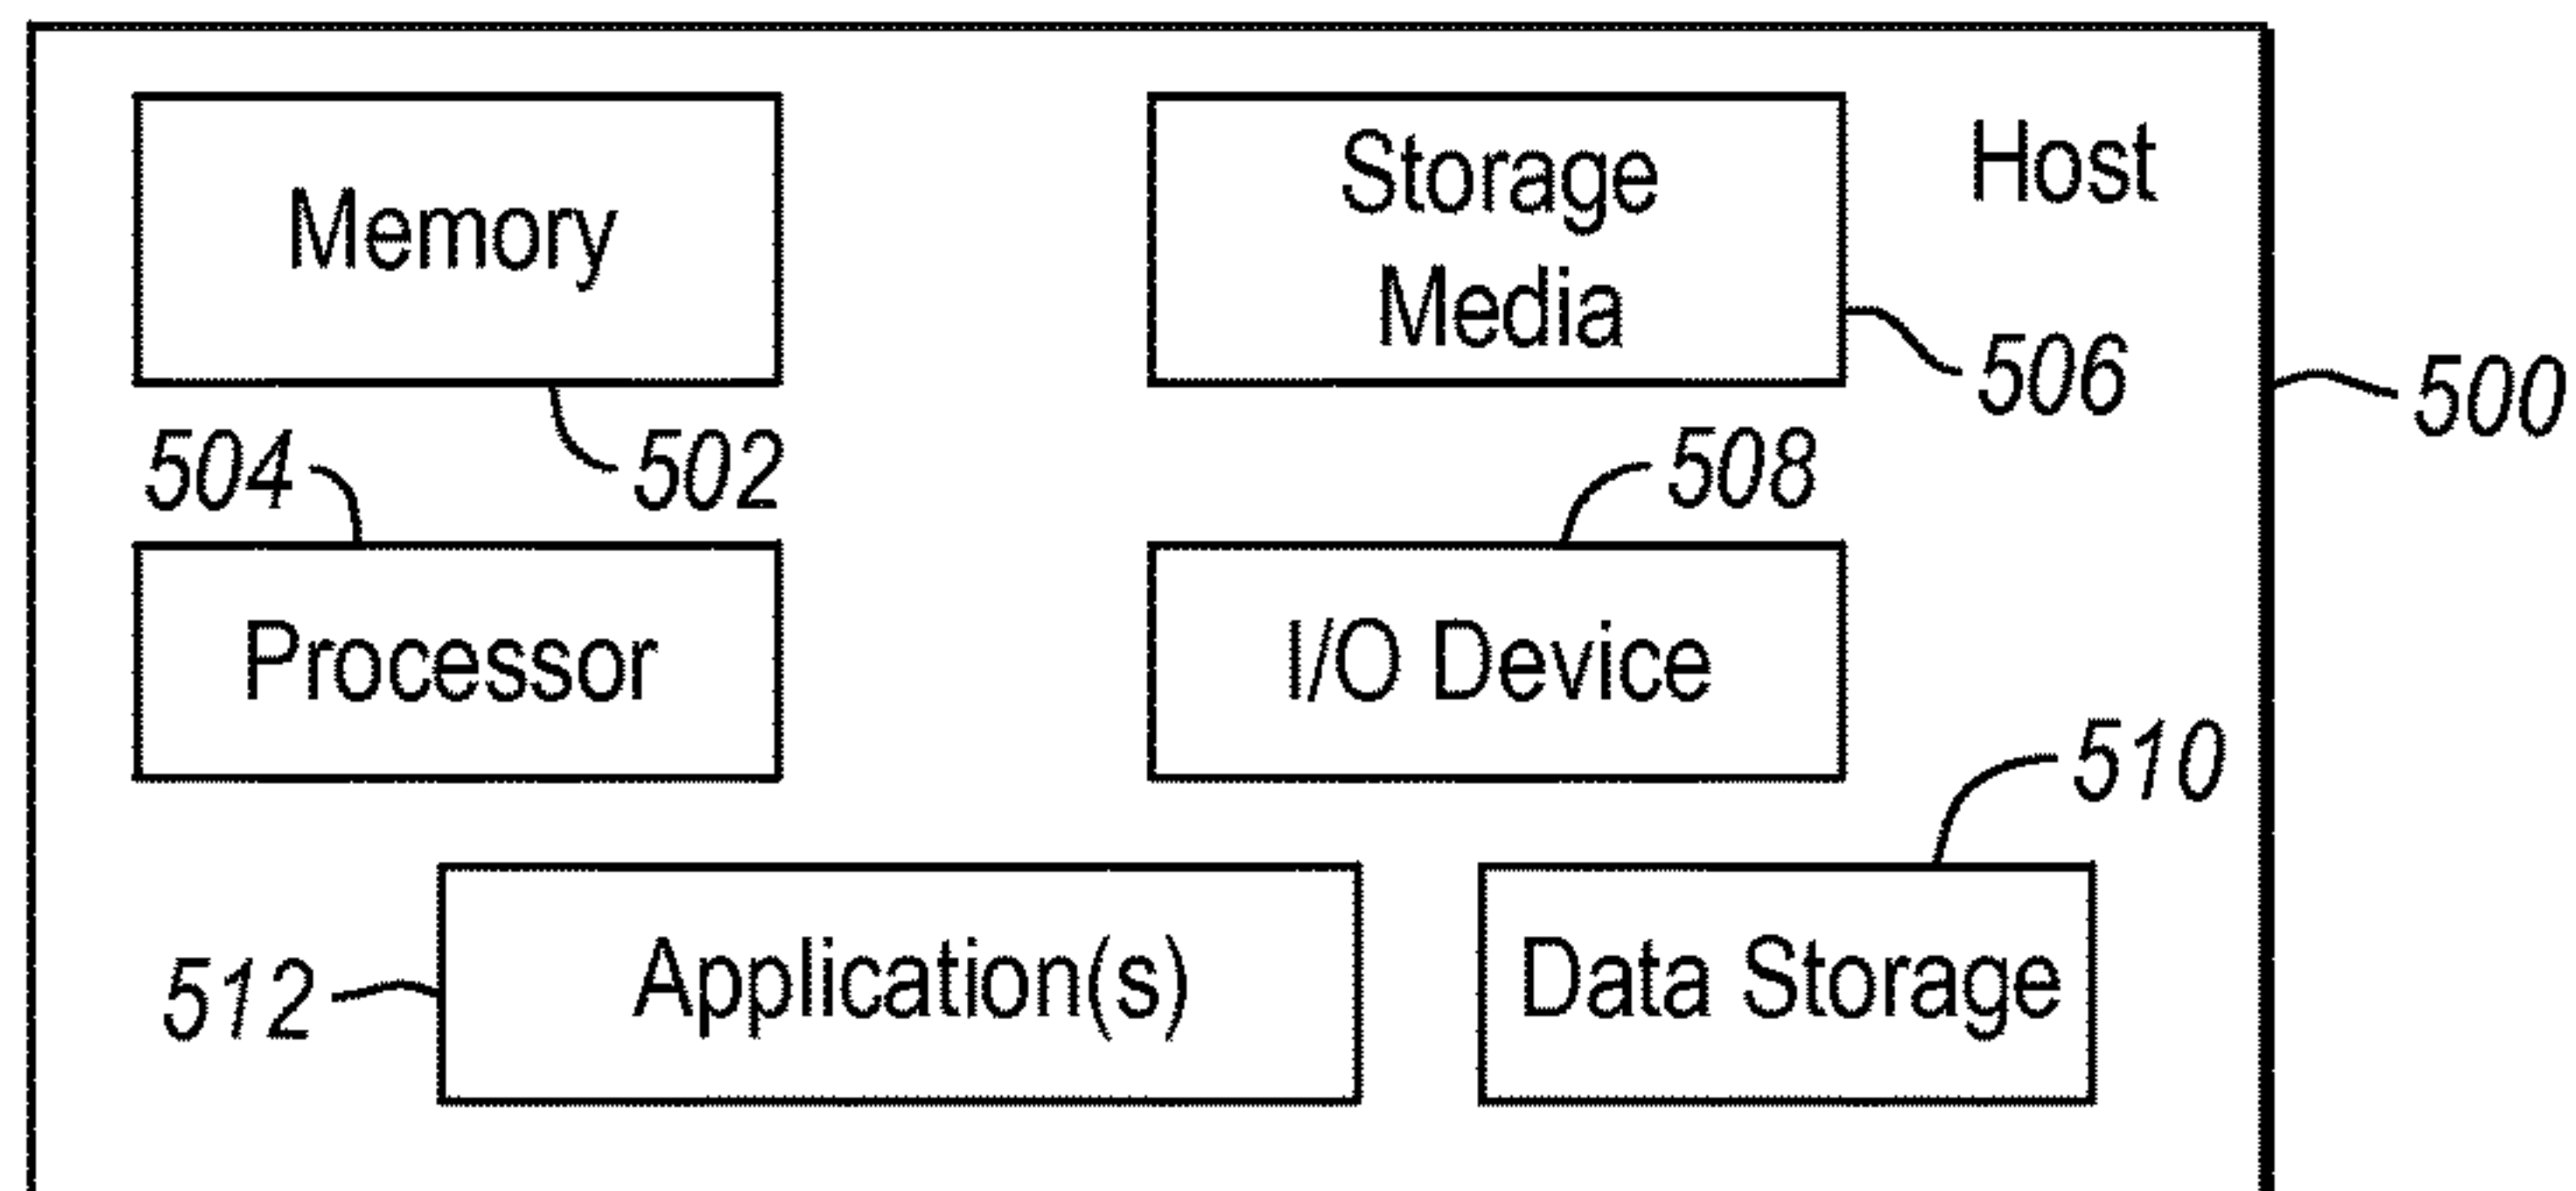 Memory
Storage
Media
Host
506
500
504
502
508
Processor
I/O Device
510
512
Application(s)
Data Storage